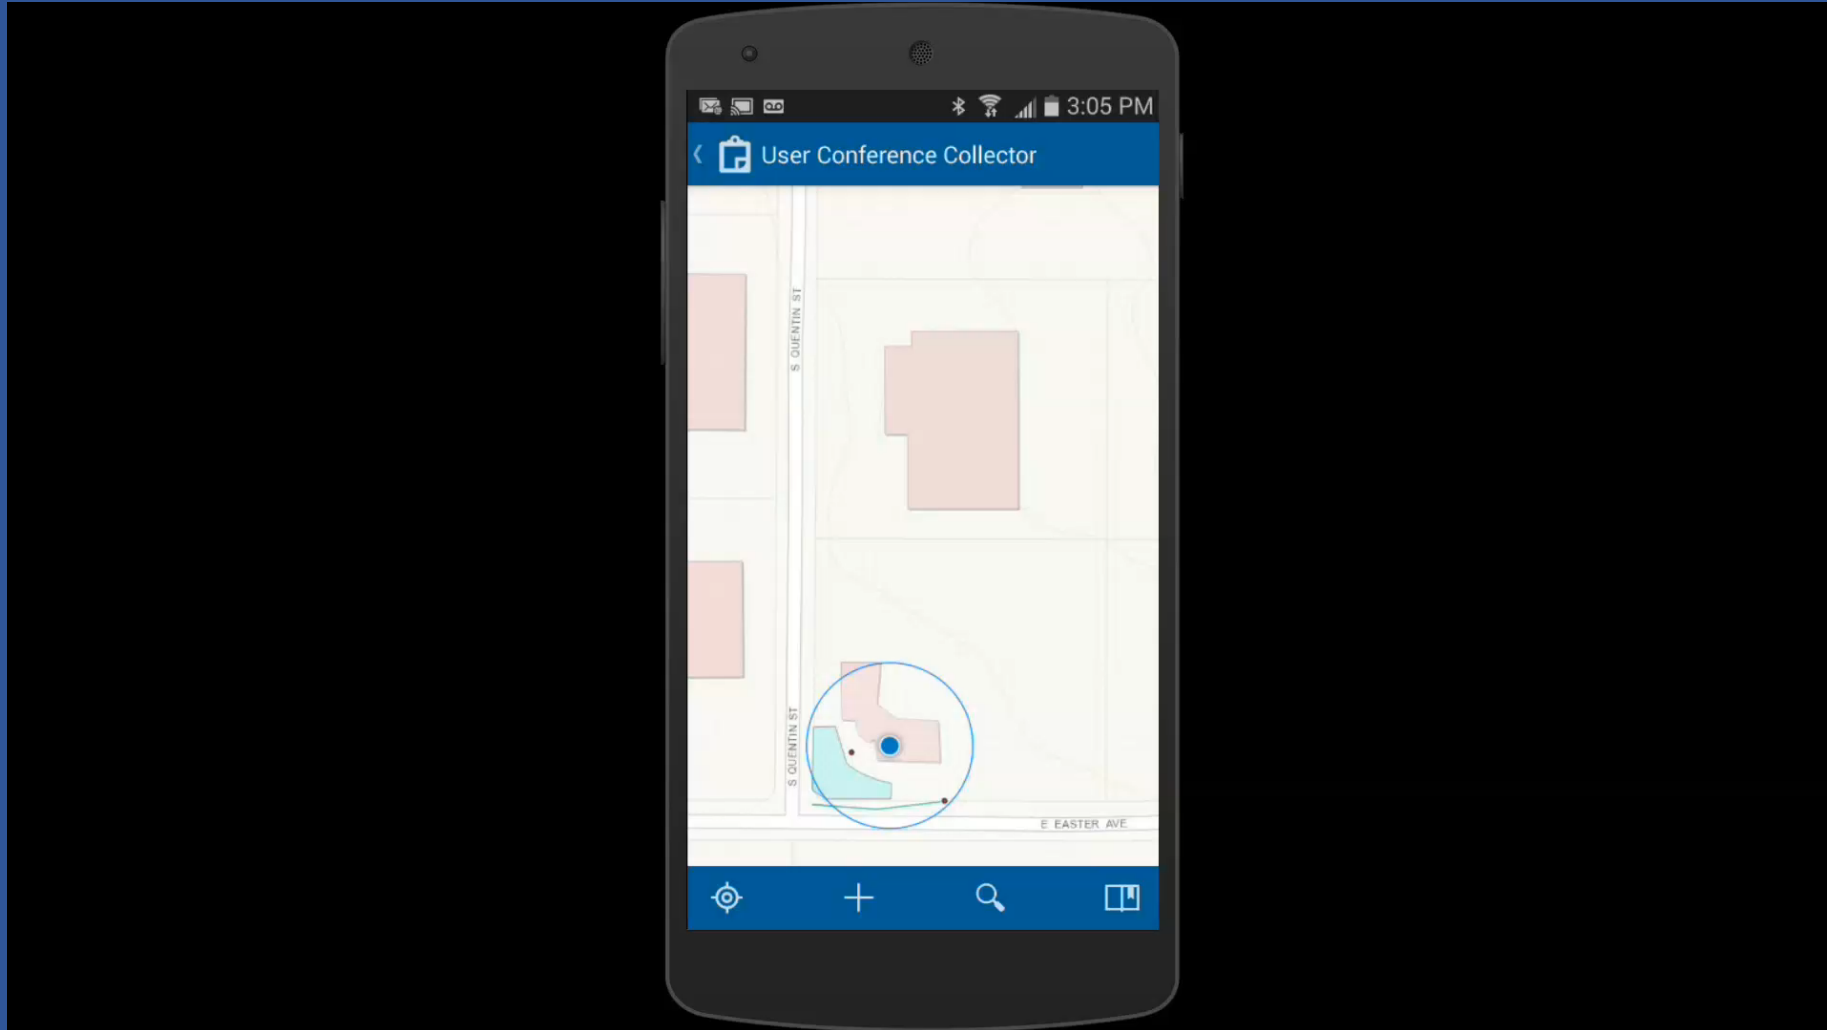 3:05 PM
User Conference Collector
S QUENTIN ST
S QUENTIN ST
E EASTER AVE